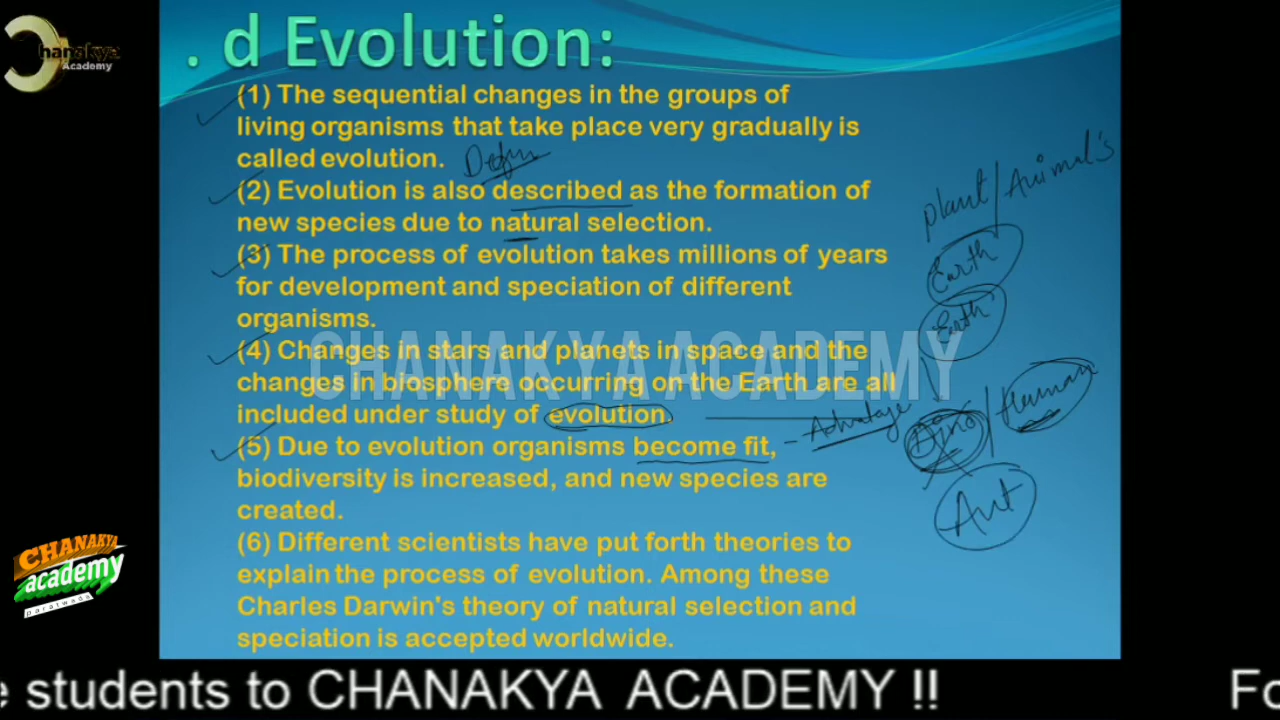 Chanakya
Academy
. d Evolution:
(1) The sequential changes in the groups of
living organisms that take place very gradually is
called evolution.
(2) Evolution is also described as the formation of
new species due to natural selection.
(3) The process of evolution takes millions of years
for development and speciation of different
organisms.
(4) Changes in stars and planets in space and the
changes in biosphere occurring on the Earth are all
included under study of evolution.
(5) Due to evolution organisms become fit,
biodiversity is increased, and new species are
created.
(6) Different scientists have put forth theories to
explain the process of evolution. Among these
Charles Darwin's theory of natural selection and
speciation is accepted worldwide.
plant/Animal's
Earth
Earth
Dino/Human
Ant
Advantage
CHANAKYA ACADEMY
CHANAKYA
academy
paratwada
e students to CHANAKYA ACADEMY !!
Fo